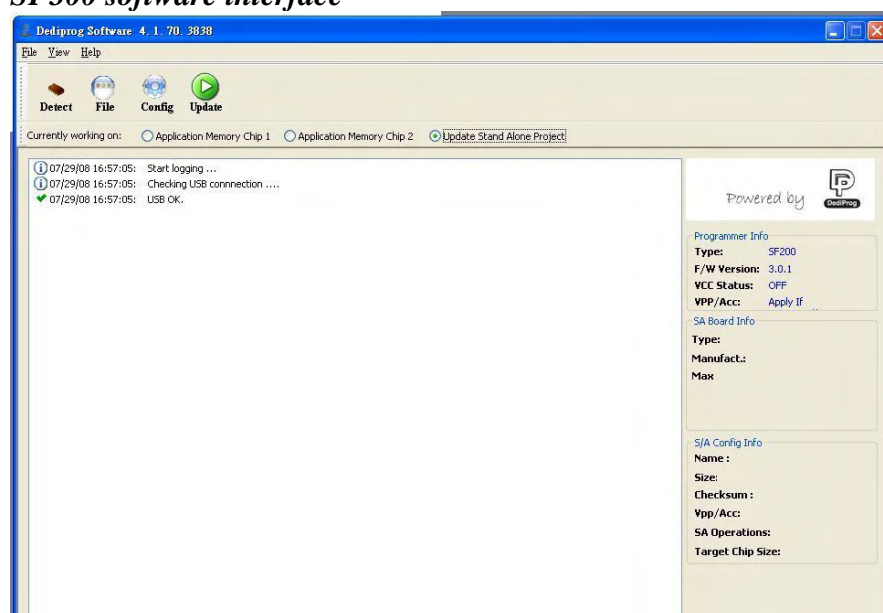 SF300 software interface
Dediprog Software 4. 1. 70. 3838
File View Help
Detect File Config Update
Currently working on: Application Memory Chip 1 Application Memory Chip 2 Update Stand Alone Project
07/29/08 16:57:05: Start logging ...
07/29/08 16:57:05: Checking USB connnection ....
07/29/08 16:57:05: USB OK.
Powered by DediProg
Programmer Info
Type: SF200
F/W Version: 3.0.1
VCC Status: OFF
VPP/Acc: Apply If
SA Board Info
Type:
Manufact.:
Max
S/A Config Info
Name :
Size:
Checksum :
Vpp/Acc:
SA Operations:
Target Chip Size: